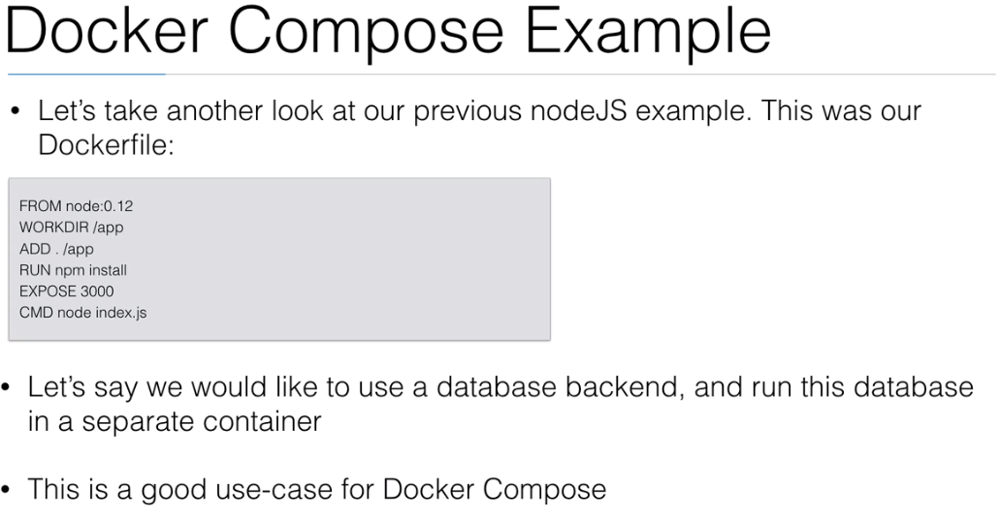 Docker Compose Example
• Let’s take another look at our previous nodeJS example. This was our
Dockerfile:
FROM node:0.12
WORKDIR /app
ADD . /app
RUN npm install
EXPOSE 3000
CMD node index.js
• Let’s say we would like to use a database backend, and run this database
in a separate container
• This is a good use-case for Docker Compose